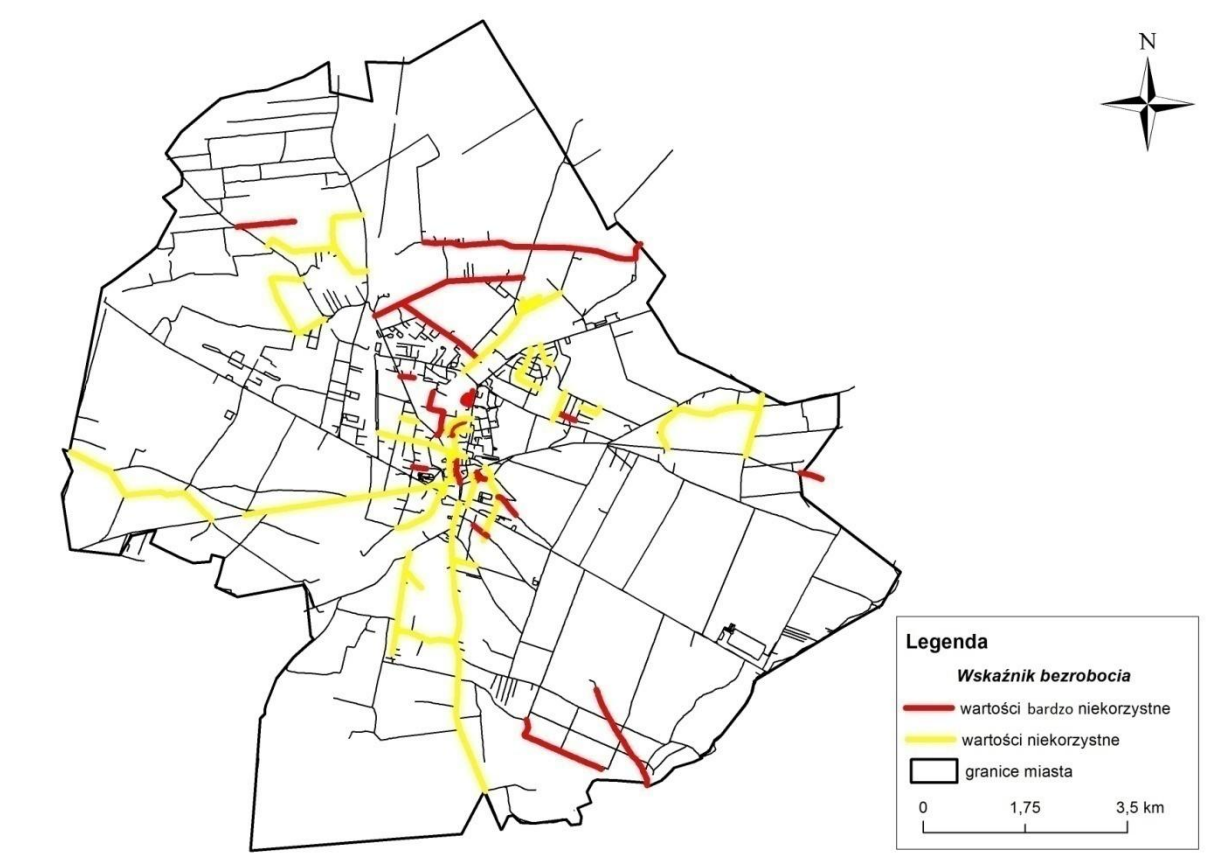 N
Legenda
Wskaźnik bezrobocia
wartości bardzo niekorzystne
wartości niekorzystne
granice miasta
0 1,75 3,5 km